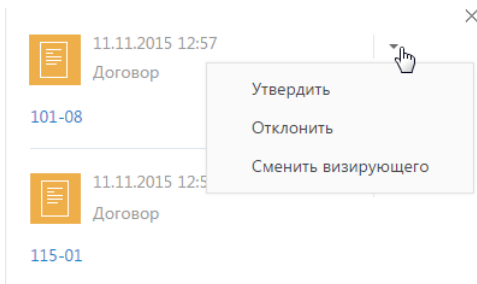 11.11.2015 12:57
Договор
Утвердить
101-08
Отклонить
Сменить визирующего
11.11.2015 12:5
Договор
115-01